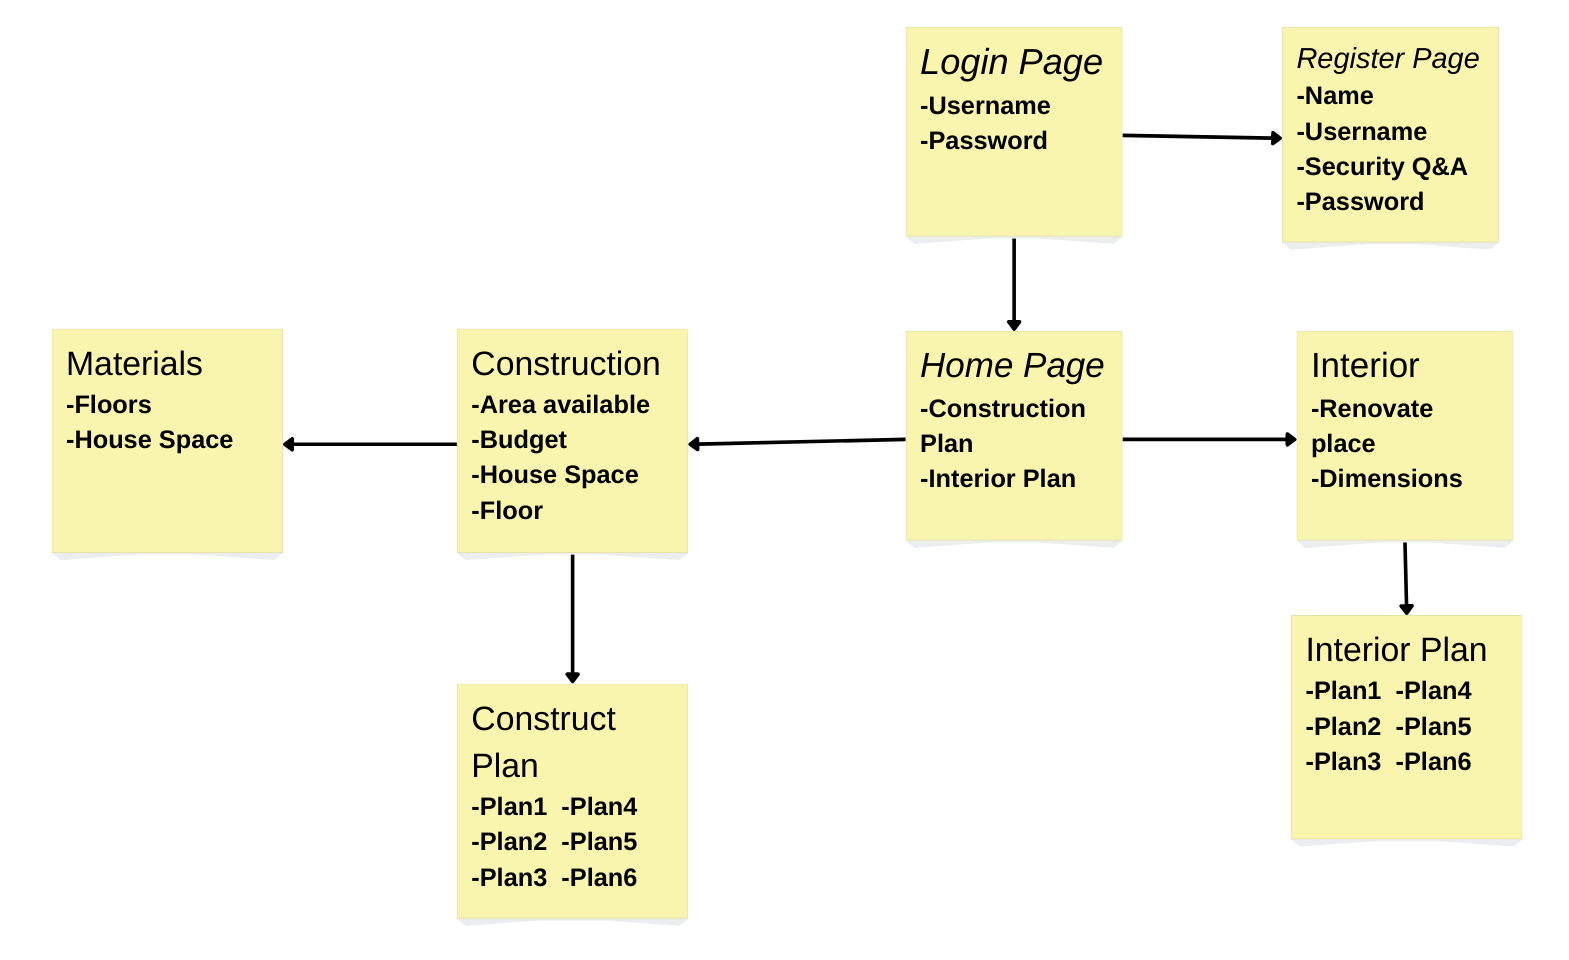 Login Page
-Username
-Password
Register Page
-Name
-Username
-Security Q&A
-Password
Materials
-Floors
-House Space
Construction
-Area available
-Budget
-House Space
-Floor
Home Page
-Construction
Plan
-Interior Plan
Interior
-Renovate
place
-Dimensions
Construct
Plan
-Plan1 -Plan4
-Plan2 -Plan5
-Plan3 -Plan6
Interior Plan
-Plan1 -Plan4
-Plan2 -Plan5
-Plan3 -Plan6